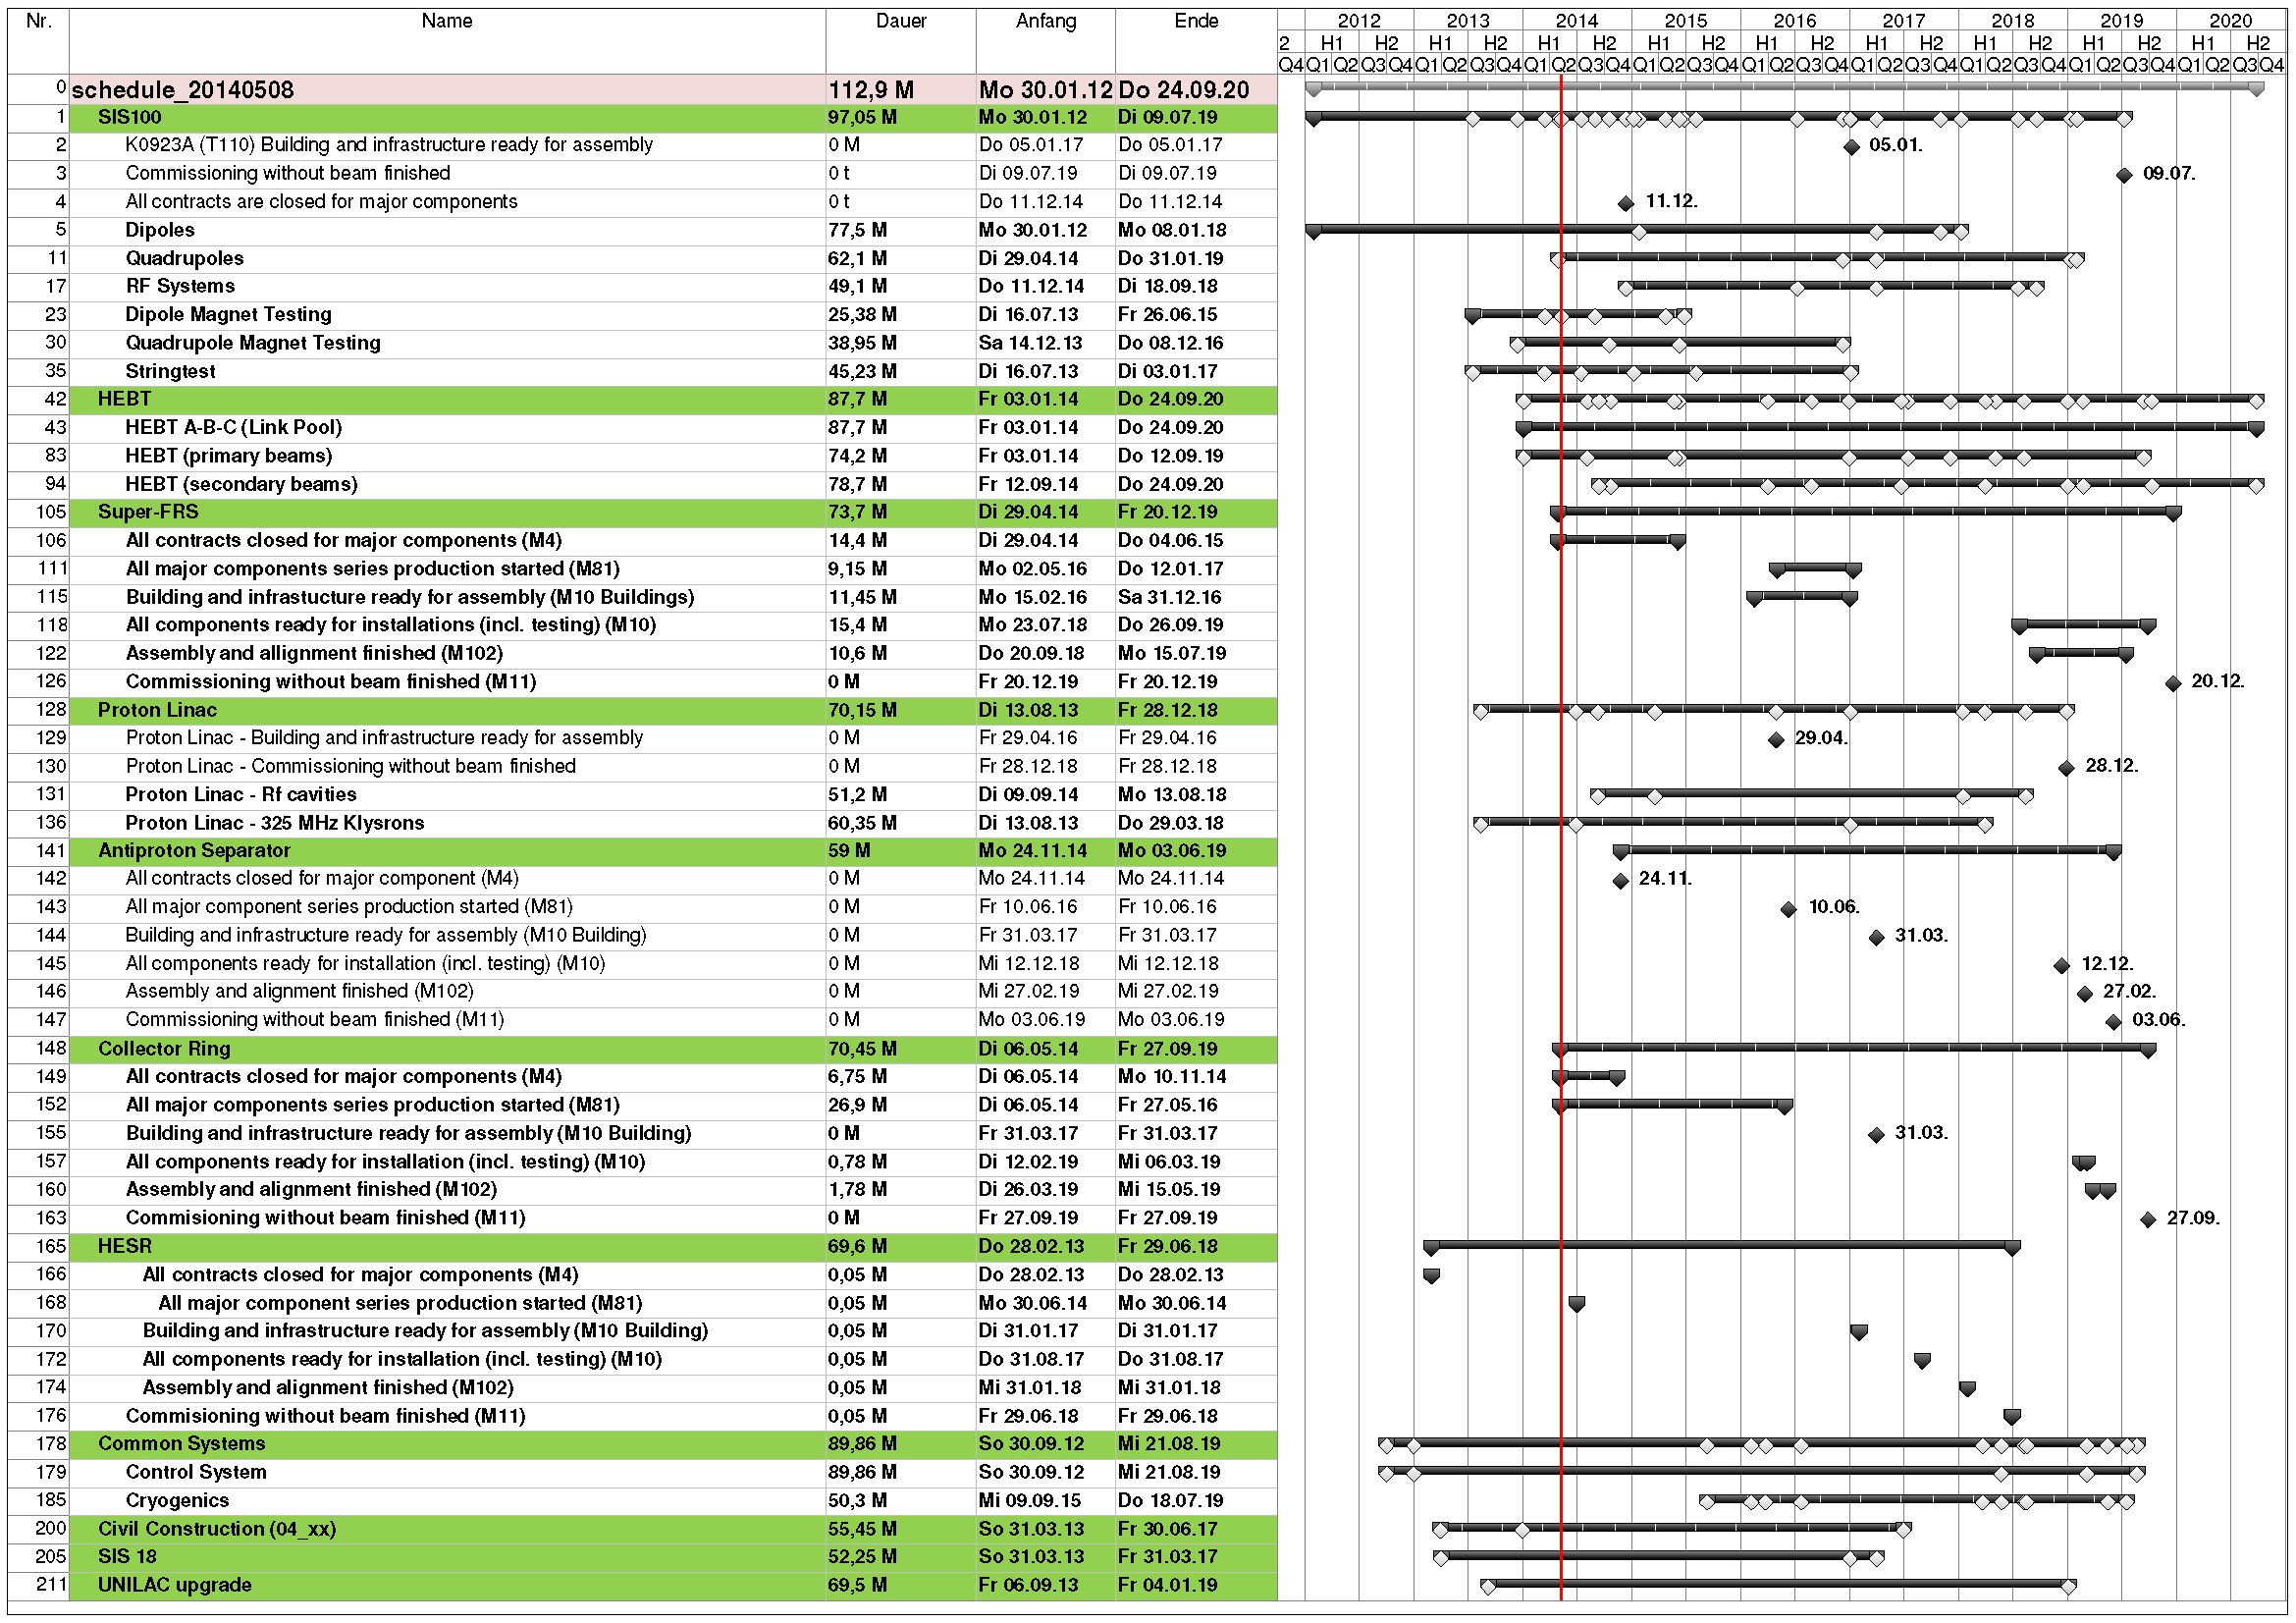 Nr. Name Dauer Anfang Ende 2012 2013 2014 2015 2016 2017 2018 2019 2020
2 H1 H2 H1 H2 H1 H2 H1 H2 H1 H2 H1 H2 H1 H2 H1 H2 H1 H2
Q4 Q1 Q2 Q3 Q4 Q1 Q2 Q3 Q4 Q1 Q2 Q3 Q4 Q1 Q2 Q3 Q4 Q1 Q2 Q3 Q4 Q1 Q2 Q3 Q4 Q1 Q2 Q3 Q4 Q1 Q2 Q3 Q4 Q1 Q2 Q3 Q4
0 schedule_20140508 112,9 M Mo 30.01.12 Do 24.09.20
1 SIS100 97,05 M Mo 30.01.12 Di 09.07.19
2 K0923A (T110) Building and infrastructure ready for assembly 0 M Do 05.01.17 Do 05.01.17 05.01.
3 Commissioning without beam finished 0 t Di 09.07.19 Di 09.07.19 09.07.
4 All contracts are closed for major components 0 t Do 11.12.14 Do 11.12.14 11.12.
5 Dipoles 77,5 M Mo 30.01.12 Mo 08.01.18
11 Quadrupoles 62,1 M Di 29.04.14 Do 31.01.19
17 RF Systems 49,1 M Do 11.12.14 Di 18.09.18
23 Dipole Magnet Testing 25,38 M Di 16.07.13 Fr 26.06.15
30 Quadrupole Magnet Testing 38,95 M Sa 14.12.13 Do 08.12.16
35 Stringtest 45,23 M Di 16.07.13 Di 03.01.17
42 HEBT 87,7 M Fr 03.01.14 Do 24.09.20
43 HEBT A-B-C (Link Pool) 87,7 M Fr 03.01.14 Do 24.09.20
83 HEBT (primary beams) 74,2 M Fr 03.01.14 Do 12.09.19
94 HEBT (secondary beams) 78,7 M Fr 12.09.14 Do 24.09.20
105 Super-FRS 73,7 M Di 29.04.14 Fr 20.12.19
106 All contracts closed for major components (M4) 14,4 M Di 29.04.14 Do 04.06.15
111 All major components series production started (M81) 9,15 M Mo 02.05.16 Do 12.01.17
115 Building and infrastucture ready for assembly (M10 Buildings) 11,45 M Mo 15.02.16 Sa 31.12.16
118 All components ready for installations (incl. testing) (M10) 15,4 M Mo 23.07.18 Do 26.09.19
122 Assembly and allignment finished (M102) 10,6 M Do 20.09.18 Mo 15.07.19
126 Commissioning without beam finished (M11) 0 M Fr 20.12.19 Fr 20.12.19 20.12.
128 Proton Linac 70,15 M Di 13.08.13 Fr 28.12.18
129 Proton Linac - Building and infrastructure ready for assembly 0 M Fr 29.04.16 Fr 29.04.16 29.04.
130 Proton Linac - Commissioning without beam finished 0 M Fr 28.12.18 Fr 28.12.18 28.12.
131 Proton Linac - Rf cavities 51,2 M Di 09.09.14 Mo 13.08.18
136 Proton Linac - 325 MHz Klysrons 60,35 M Di 13.08.13 Do 29.03.18
141 Antiproton Separator 59 M Mo 24.11.14 Mo 03.06.19
142 All contracts closed for major component (M4) 0 M Mo 24.11.14 Mo 24.11.14 24.11.
143 All major component series production started (M81) 0 M Fr 10.06.16 Fr 10.06.16 10.06.
144 Building and infrastructure ready for assembly (M10 Building) 0 M Fr 31.03.17 Fr 31.03.17 31.03.
145 All components ready for installation (incl. testing) (M10) 0 M Mi 12.12.18 Mi 12.12.18 12.12.
146 Assembly and alignment finished (M102) 0 M Mi 27.02.19 Mi 27.02.19 27.02.
147 Commissioning without beam finished (M11) 0 M Mo 03.06.19 Mo 03.06.19 03.06.
148 Collector Ring 70,45 M Di 06.05.14 Fr 27.09.19
149 All contracts closed for major components (M4) 6,75 M Di 06.05.14 Mo 10.11.14
152 All major components series production started (M81) 26,9 M Di 06.05.14 Fr 27.05.16
155 Building and infrastructure ready for assembly (M10 Building) 0 M Fr 31.03.17 Fr 31.03.17 31.03.
157 All components ready for installation (incl. testing) (M10) 0,78 M Di 12.02.19 Mi 06.03.19
160 Assembly and alignment finished (M102) 1,78 M Di 26.03.19 Mi 15.05.19
163 Commisioning without beam finished (M11) 0 M Fr 27.09.19 Fr 27.09.19 27.09.
165 HESR 69,6 M Do 28.02.13 Fr 29.06.18
166 All contracts closed for major components (M4) 0,05 M Do 28.02.13 Do 28.02.13
168 All major component series production started (M81) 0,05 M Mo 30.06.14 Mo 30.06.14
170 Building and infrastructure ready for assembly (M10 Building) 0,05 M Di 31.01.17 Di 31.01.17
172 All components ready for installation (incl. testing) (M10) 0,05 M Do 31.08.17 Do 31.08.17
174 Assembly and alignment finished (M102) 0,05 M Mi 31.01.18 Mi 31.01.18
176 Commisioning without beam finished (M11) 0,05 M Fr 29.06.18 Fr 29.06.18
178 Common Systems 89,86 M So 30.09.12 Mi 21.08.19
179 Control System 89,86 M So 30.09.12 Mi 21.08.19
185 Cryogenics 50,3 M Mi 09.09.15 Do 18.07.19
200 Civil Construction (04_xx) 55,45 M So 31.03.13 Fr 30.06.17
205 SIS 18 52,25 M So 31.03.13 Fr 31.03.17
211 UNILAC upgrade 69,5 M Fr 06.09.13 Fr 04.01.19